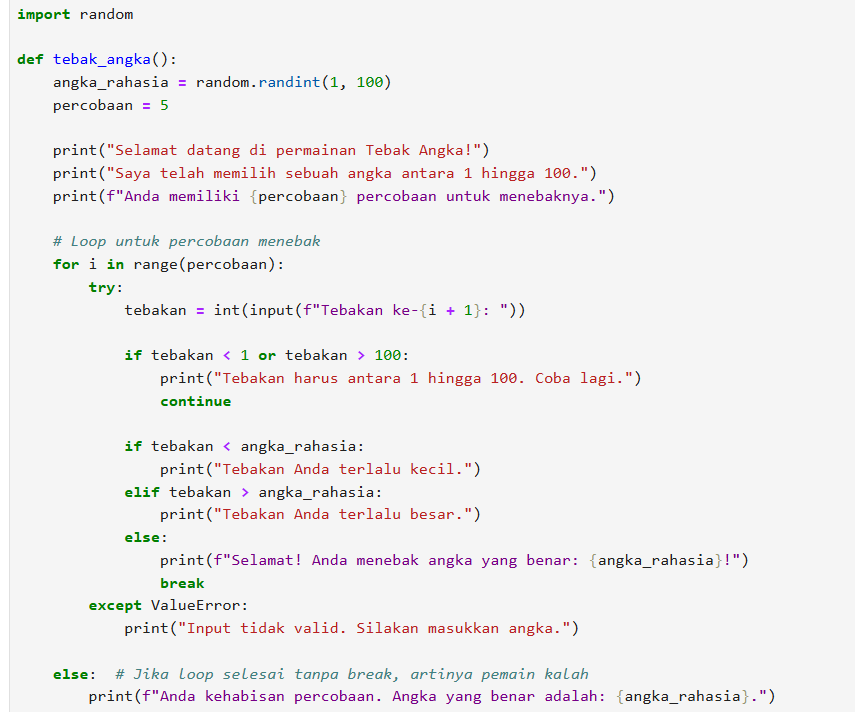 import random
def tebak_angka():
    angka_rahasia = random.randint(1, 100)
    percobaan = 5
    print("Selamat datang di permainan Tebak Angka!")
    print("Saya telah memilih sebuah angka antara 1 hingga 100.")
    print(f"Anda memiliki {percobaan} percobaan untuk menebaknya.")
    # Loop untuk percobaan menebak
    for i in range(percobaan):
        try:
            tebakan = int(input(f"Tebakan ke-{i + 1}: "))
            if tebakan < 1 or tebakan > 100:
                print("Tebakan harus antara 1 hingga 100. Coba lagi.")
                continue
            if tebakan < angka_rahasia:
                print("Tebakan Anda terlalu kecil.")
            elif tebakan > angka_rahasia:
                print("Tebakan Anda terlalu besar.")
            else:
                print(f"Selamat! Anda menebak angka yang benar: {angka_rahasia}!")
                break
        except ValueError:
            print("Input tidak valid. Silakan masukkan angka.")
    else:  # Jika loop selesai tanpa break, artinya pemain kalah
        print(f"Anda kehabisan percobaan. Angka yang benar adalah: {angka_rahasia}.")